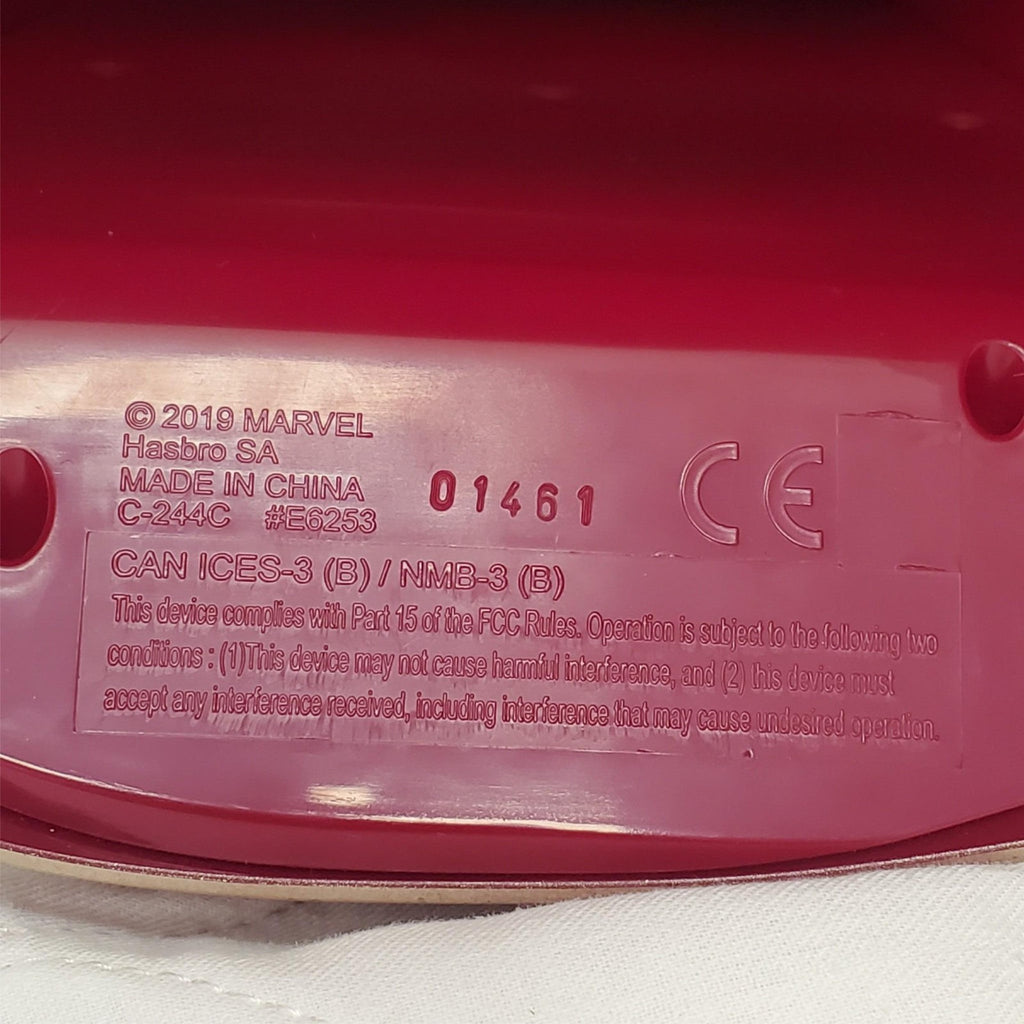 © 2019 MARVEL
Hasbro SA
MADE IN CHINA
C-244C #E6253
01461
CE
CAN ICES-3 (B) / NMB-3 (B)
This device complies with Part 15 of the FCC Rules. Operation is subject to the following two
conditions : (1)This device may not cause harmful interference, and (2) this device must
accept any interference received, including interference that may cause undesired operation.